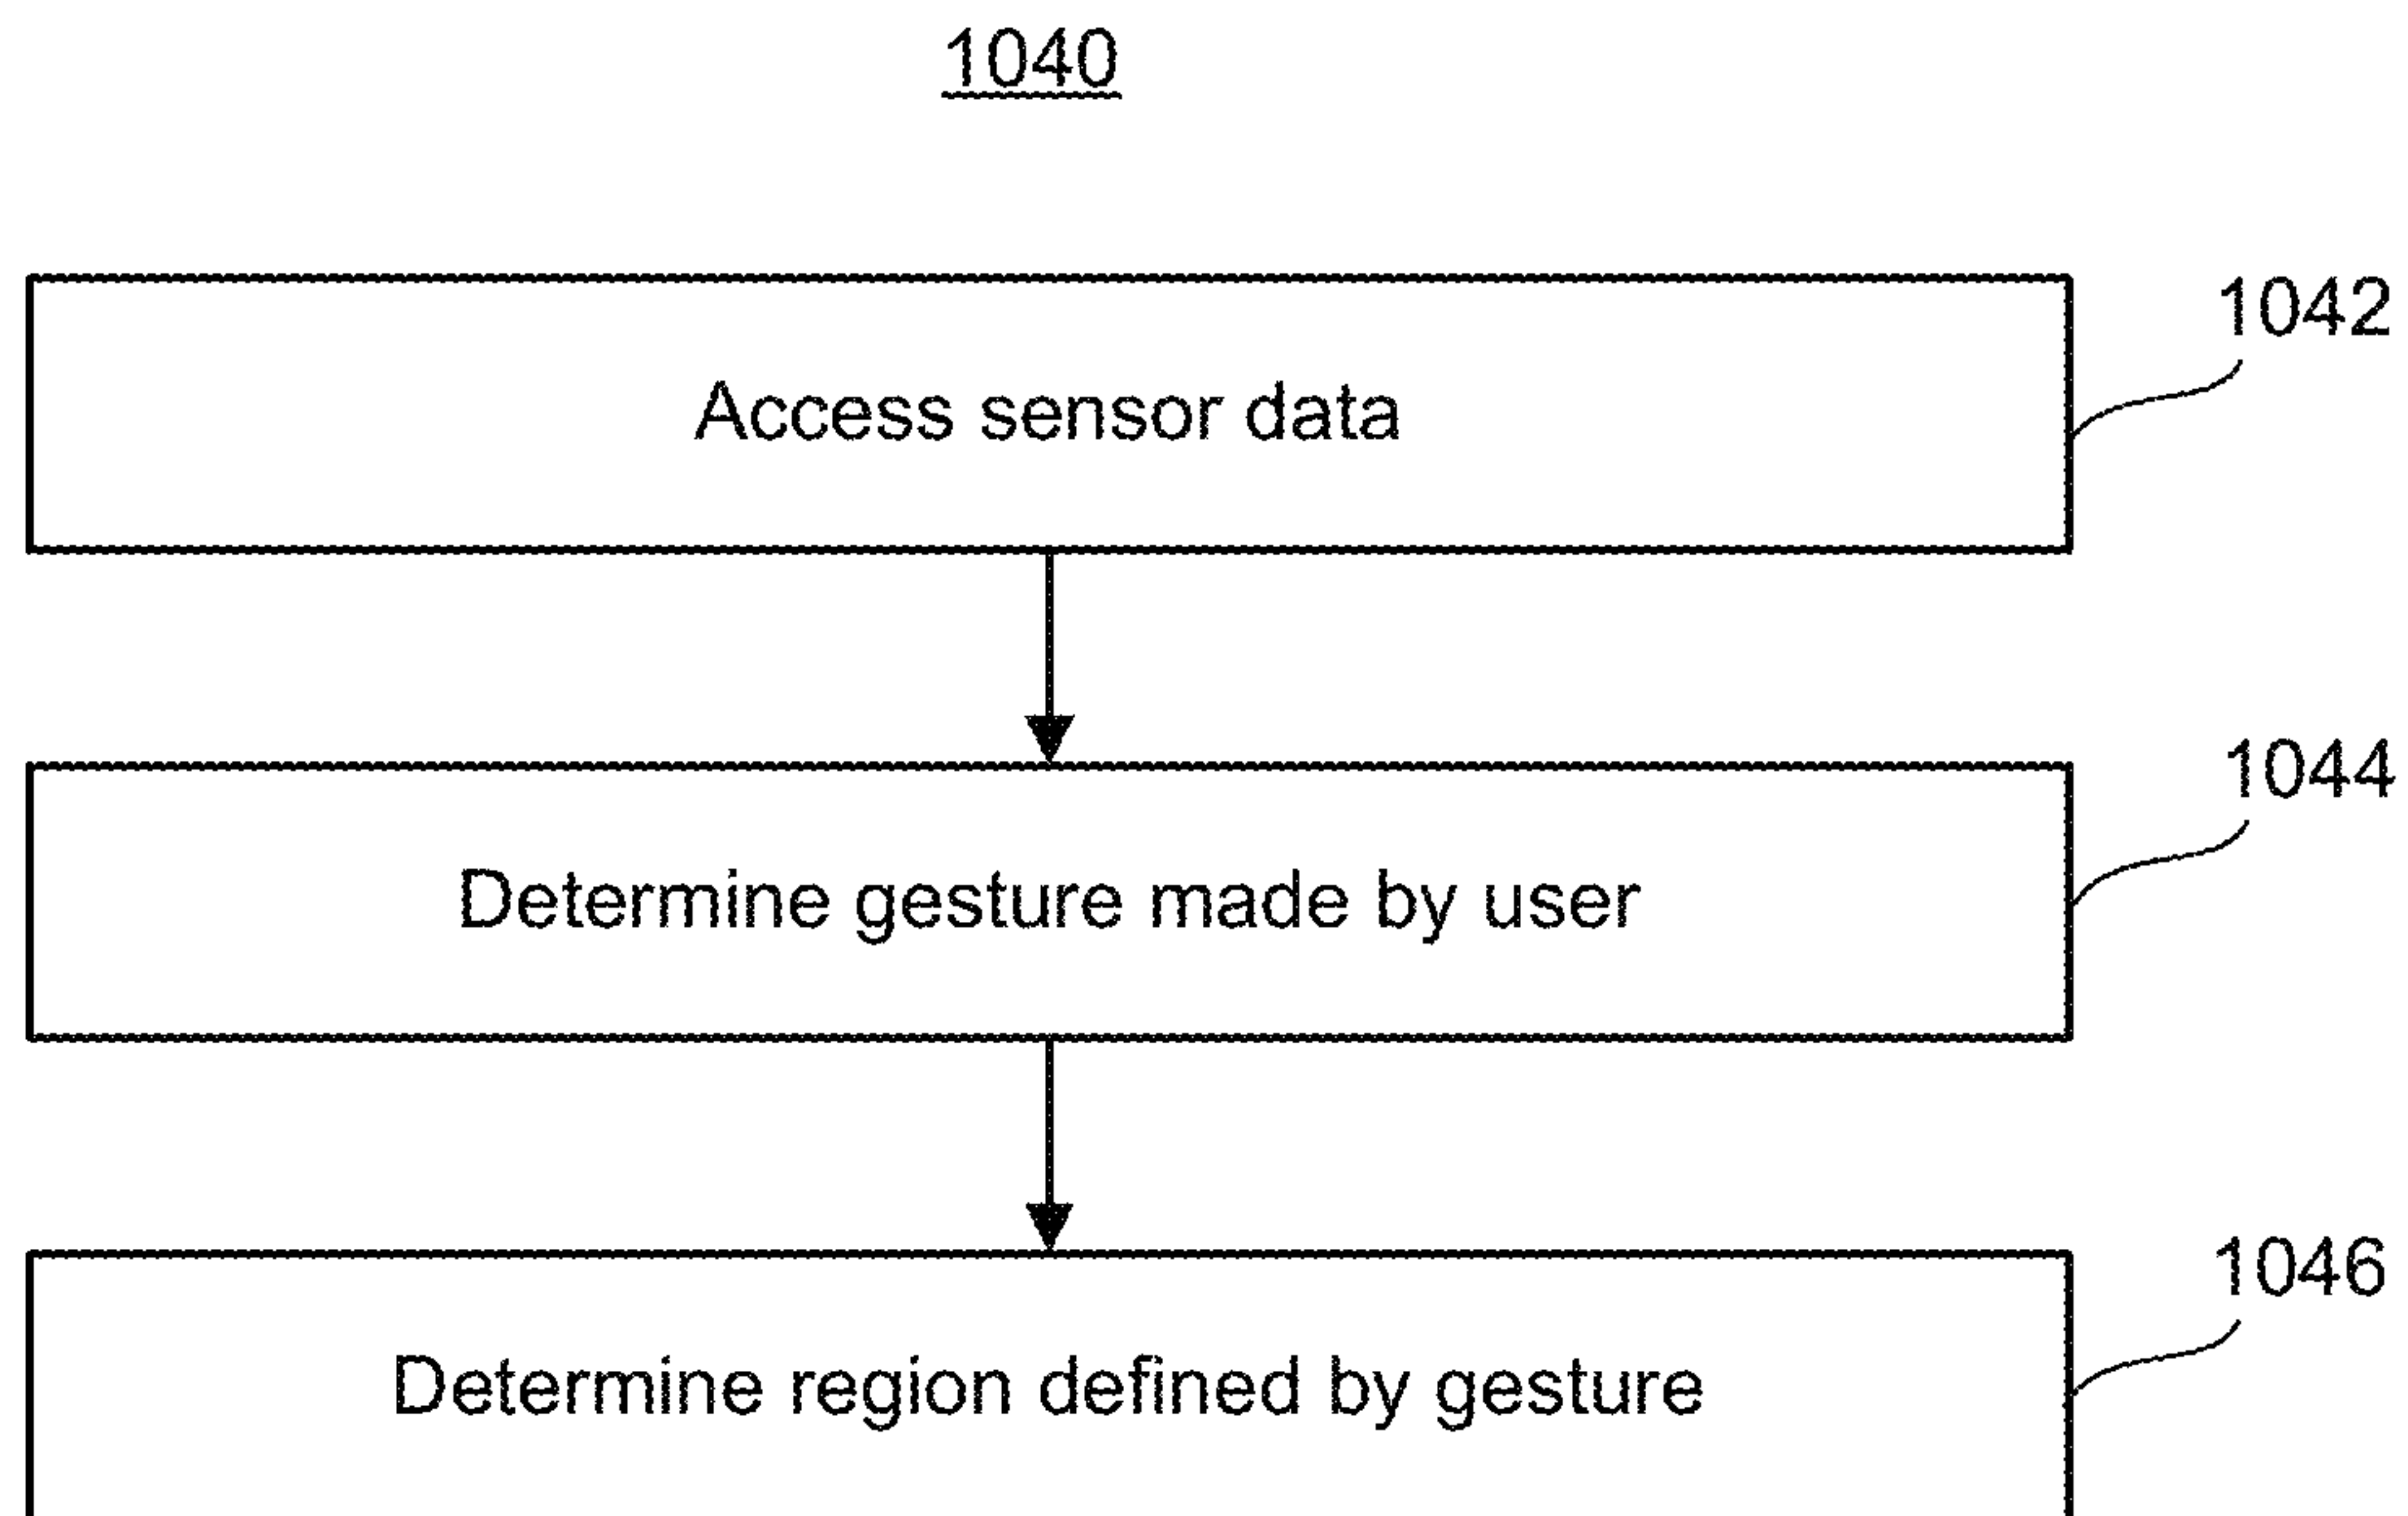 1040
1042
Access sensor data
1044
Determine gesture made by user
1046
Determine region defined by gesture